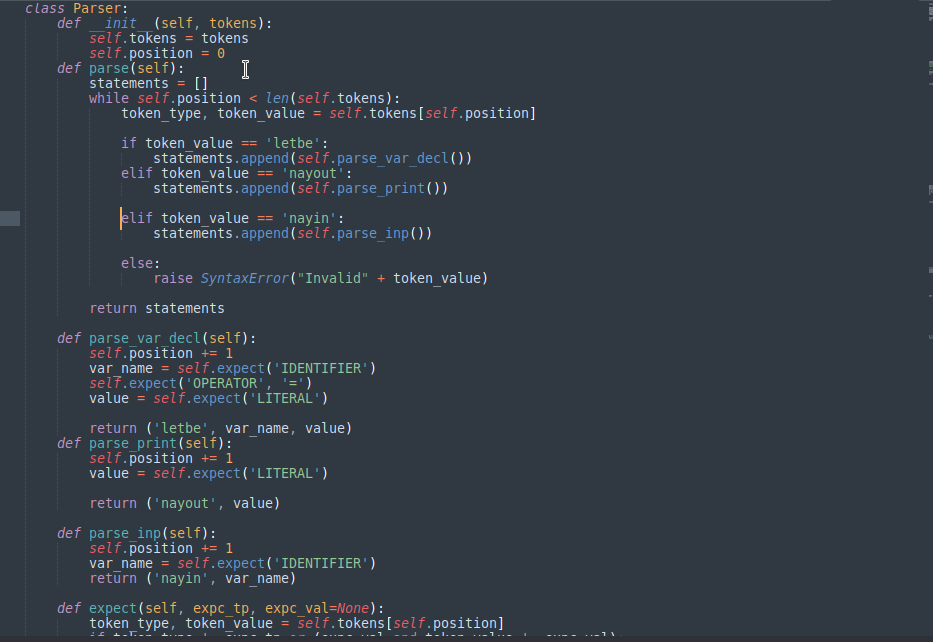 class Parser:
    def __init__(self, tokens):
        self.tokens = tokens
        self.position = 0
    def parse(self):
        statements = []
        while self.position < len(self.tokens):
            token_type, token_value = self.tokens[self.position]
            if token_value == 'letbe':
                statements.append(self.parse_var_decl())
            elif token_value == 'nayout':
                statements.append(self.parse_print())
            elif token_value == 'nayin':
                statements.append(self.parse_inp())
            else:
                raise SyntaxError("Invalid" + token_value)
        return statements
    def parse_var_decl(self):
        self.position += 1
        var_name = self.expect('IDENTIFIER')
        self.expect('OPERATOR', '=')
        value = self.expect('LITERAL')
        return ('letbe', var_name, value)
    def parse_print(self):
        self.position += 1
        value = self.expect('LITERAL')
        return ('nayout', value)
    def parse_inp(self):
        self.position += 1
        var_name = self.expect('IDENTIFIER')
        return ('nayin', var_name)
    def expect(self, expc_tp, expc_val=None):
        token_type, token_value = self.tokens[self.position]